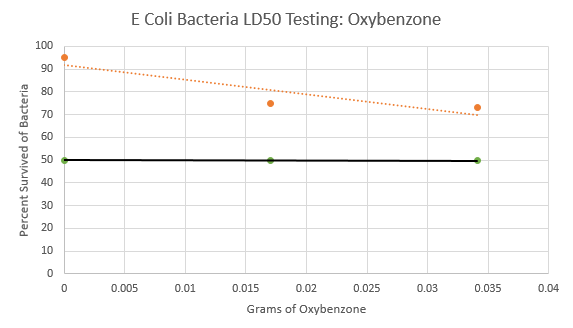 E Coli Bacteria LD50 Testing: Oxybenzone
100
90
80
70
60
50
40
30
20
10
0
Percent Survived of Bacteria
0 0.005 0.01 0.015 0.02 0.025 0.03 0.035 0.04
Grams of Oxybenzone